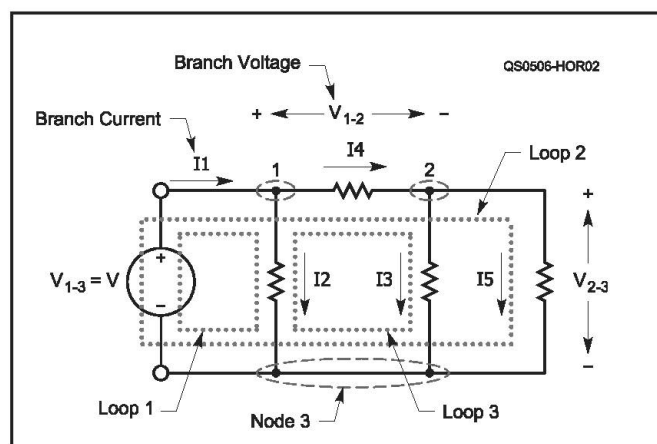 Branch Voltage
QS0506-HOR02
+ V1-2 −
Branch Current
I1
1
I4
2
Loop 2
+
V1-3 = V
+
−
I2
I3
I5
V2-3
−
Loop 1
Node 3
Loop 3